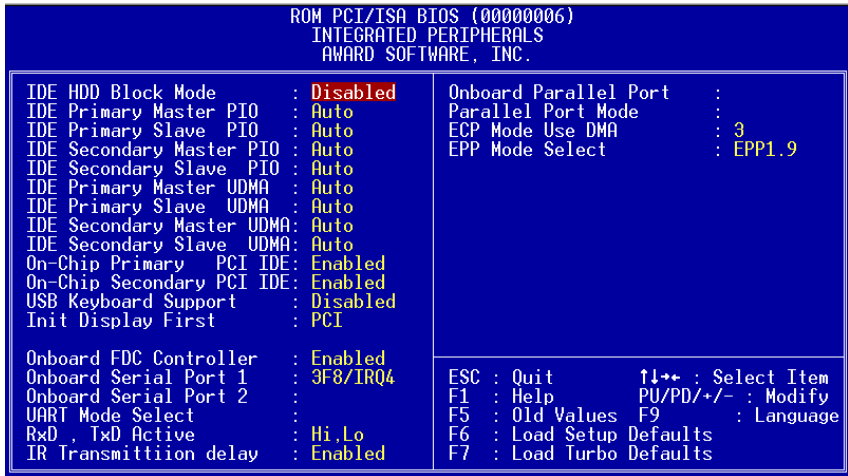 ROM PCI/ISA BIOS (00000006)
INTEGRATED PERIPHERALS
AWARD SOFTWARE, INC.
IDE HDD Block Mode : Disabled
IDE Primary Master PIO : Auto
IDE Primary Slave PIO : Auto
IDE Secondary Master PIO : Auto
IDE Secondary Slave PIO : Auto
IDE Primary Master UDMA : Auto
IDE Primary Slave UDMA : Auto
IDE Secondary Master UDMA: Auto
IDE Secondary Slave UDMA: Auto
On-Chip Primary PCI IDE: Enabled
On-Chip Secondary PCI IDE: Enabled
USB Keyboard Support : Disabled
Init Display First : PCI
Onboard FDC Controller : Enabled
Onboard Serial Port 1 : 3F8/IRQ4
Onboard Serial Port 2 :
UART Mode Select :
RxD , TxD Active : Hi,Lo
IR Transmittiion delay : Enabled
Onboard Parallel Port :
Parallel Port Mode :
ECP Mode Use DMA : 3
EPP Mode Select : EPP1.9
ESC : Quit ↑↓→← : Select Item
F1 : Help PU/PD/+/- : Modify
F5 : Old Values F9 : Language
F6 : Load Setup Defaults
F7 : Load Turbo Defaults